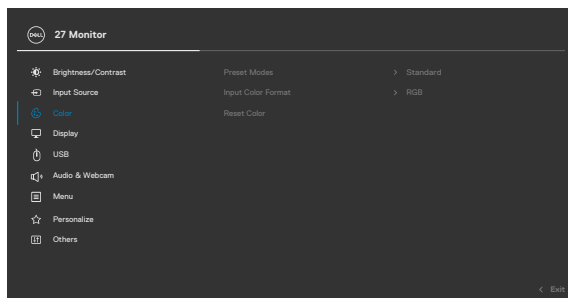 DELL 27 Monitor
Brightness/Contrast Preset Modes > Standard
Input Source Input Color Format > RGB
Color Reset Color
Display
USB
Audio & Webcam
Menu
Personalize
Others
< Exit